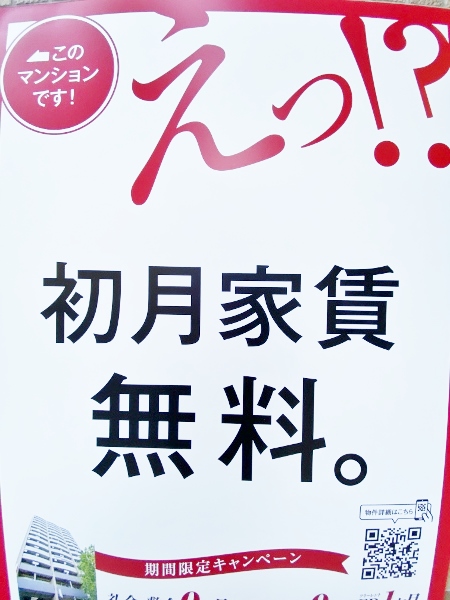 この
マンション
です！
えっ!?
初月家賃
無料。
物件詳細はこちら
期間限定キャンペーン